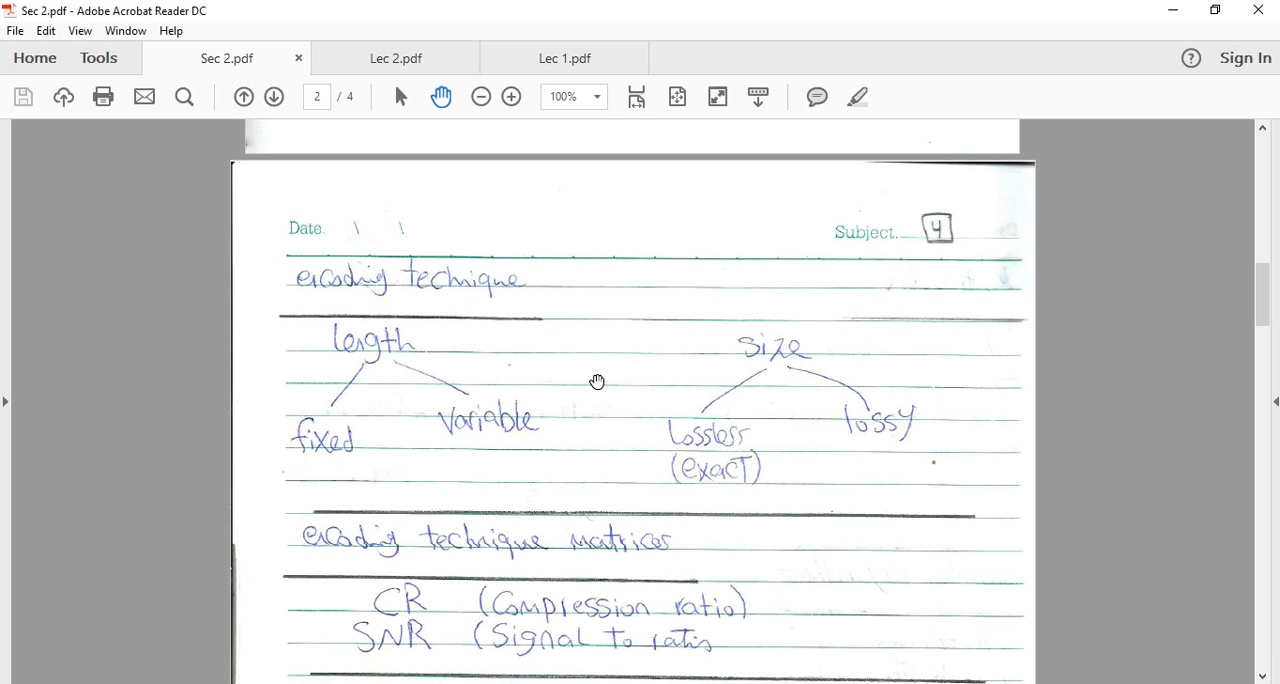 Sec 2.pdf - Adobe Acrobat Reader DC
File Edit View Window Help
Home Tools Sec 2.pdf × Lec 2.pdf Lec 1.pdf ? Sign In
2 / 4 100%
Date. \ \ Subject. 4
encoding technique
length size
fixed variable lossless lossy
(exact)
encoding technique matrices
CR (Compression ratio)
SNR (Signal to ratio